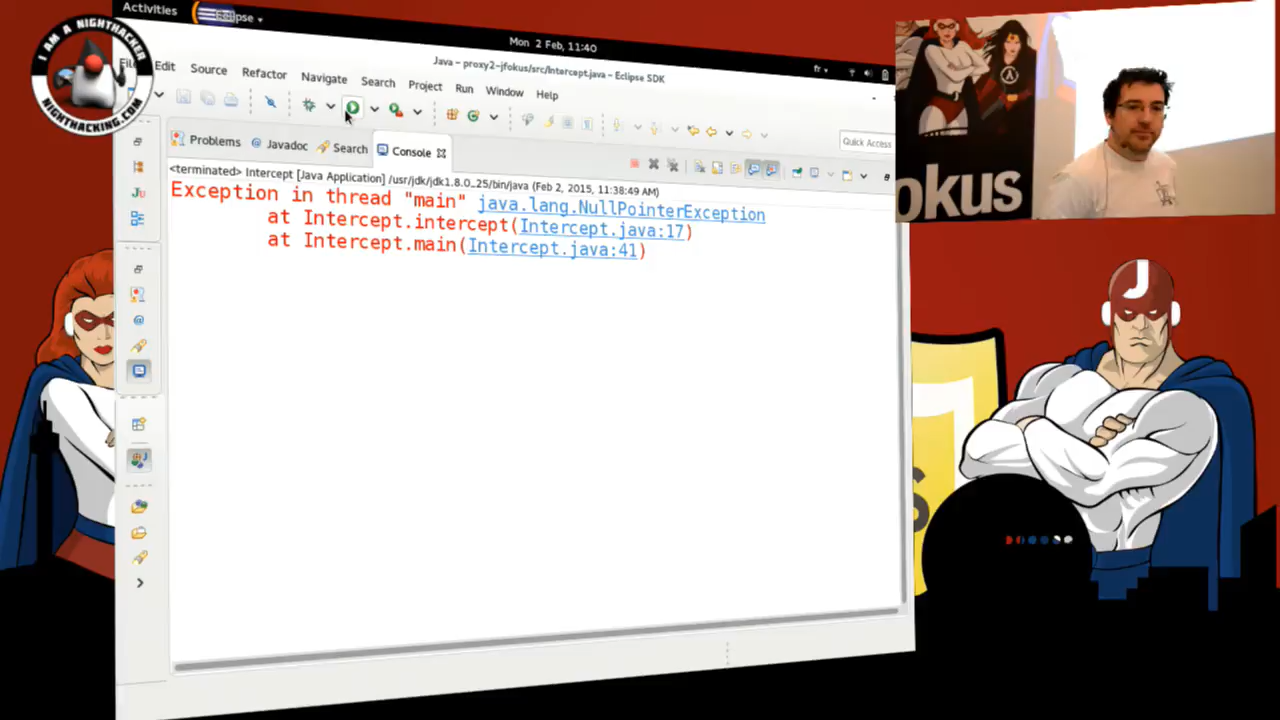 Activities
Eclipse
Mon 2 Feb, 11:40
fr
Java - proxy2-jfokus/src/Intercept.java - Eclipse SDK
I AM A NIGHTHACKER
NIGHTHACKING.COM
Edit Source Refactor Navigate Search Project Run Window Help
Quick Access
Problems Javadoc Search Console
<terminated> Intercept [Java Application] /usr/jdk/jdk1.8.0_25/bin/java (Feb 2, 2015, 11:38:49 AM)
Exception in thread "main" java.lang.NullPointerException
at Intercept.intercept(Intercept.java:17)
at Intercept.main(Intercept.java:41)
okus
J